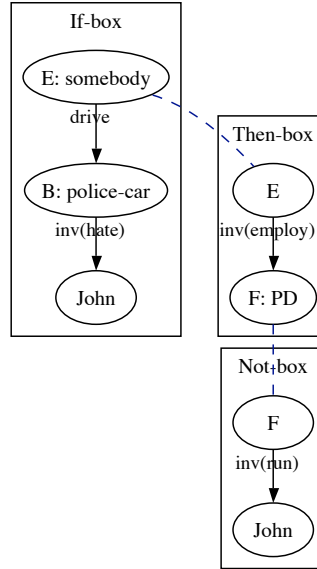 If-box
E: somebody
drive
B: police-car
inv(hate)
John
Then-box
E
inv(employ)
F: PD
Not-box
F
inv(run)
John